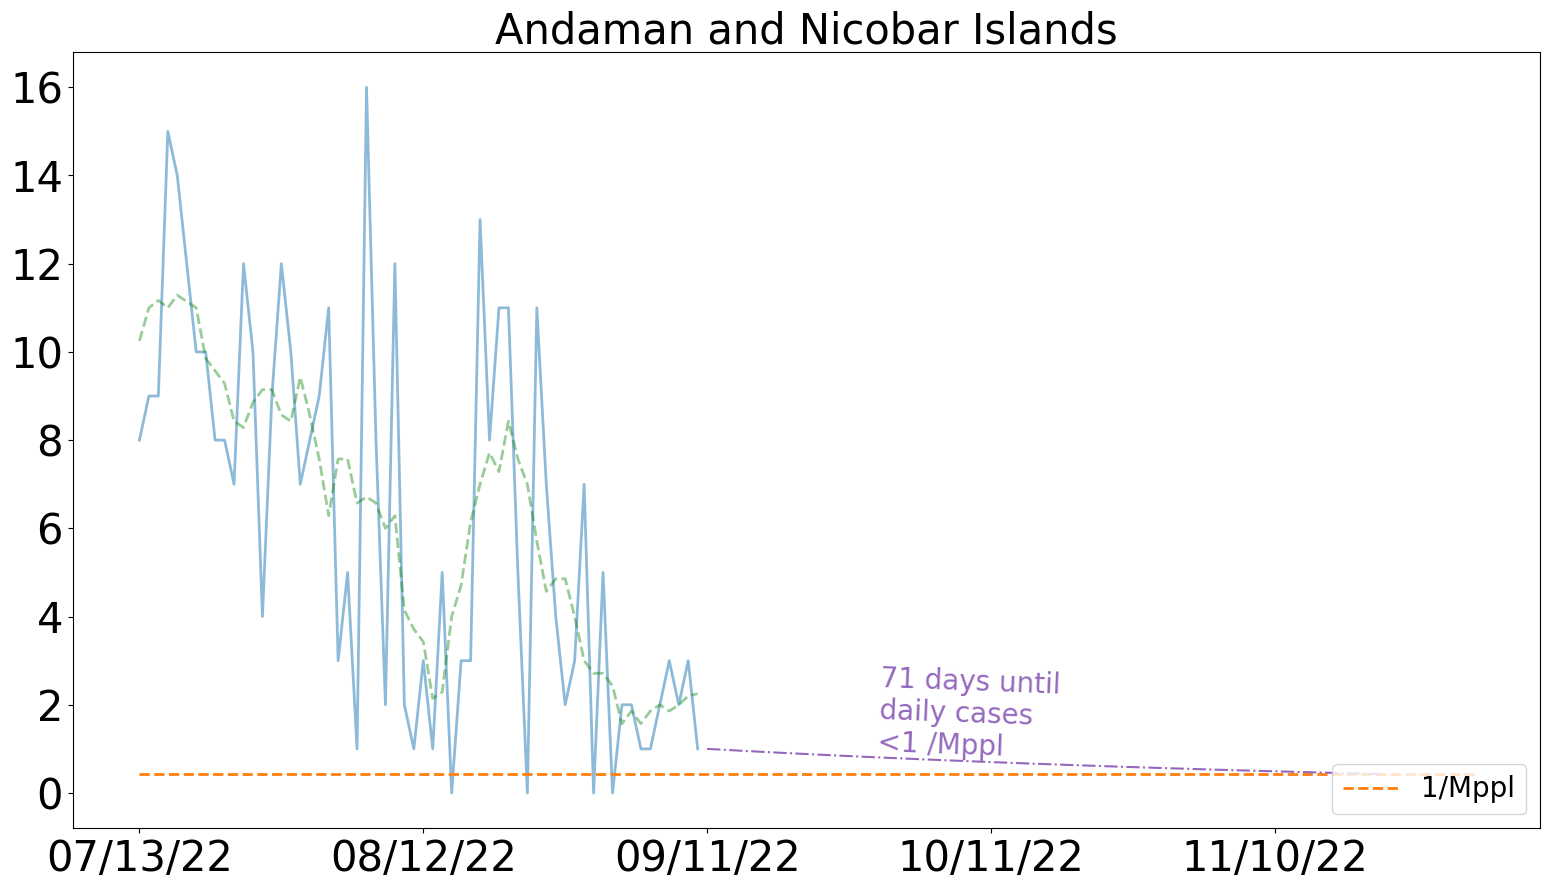 Andaman and Nicobar Islands
16
14
12
10
8
6
4
2
0
71 days until
daily cases
<1 /Mppl
1/Mppl
07/13/22
08/12/22
09/11/22
10/11/22
11/10/22